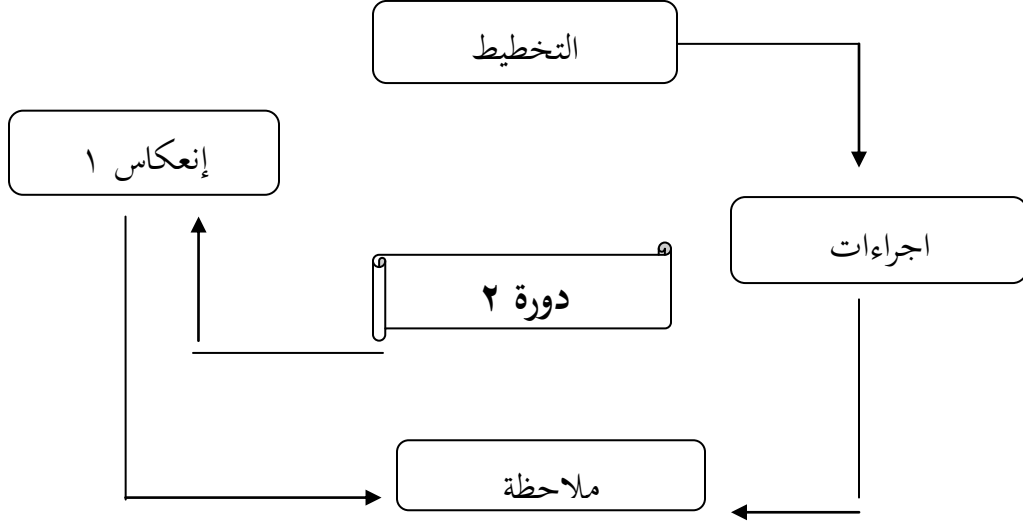 التخطيط
إنعكاس ١
اجراءات
دورة ٢
ملاحظة